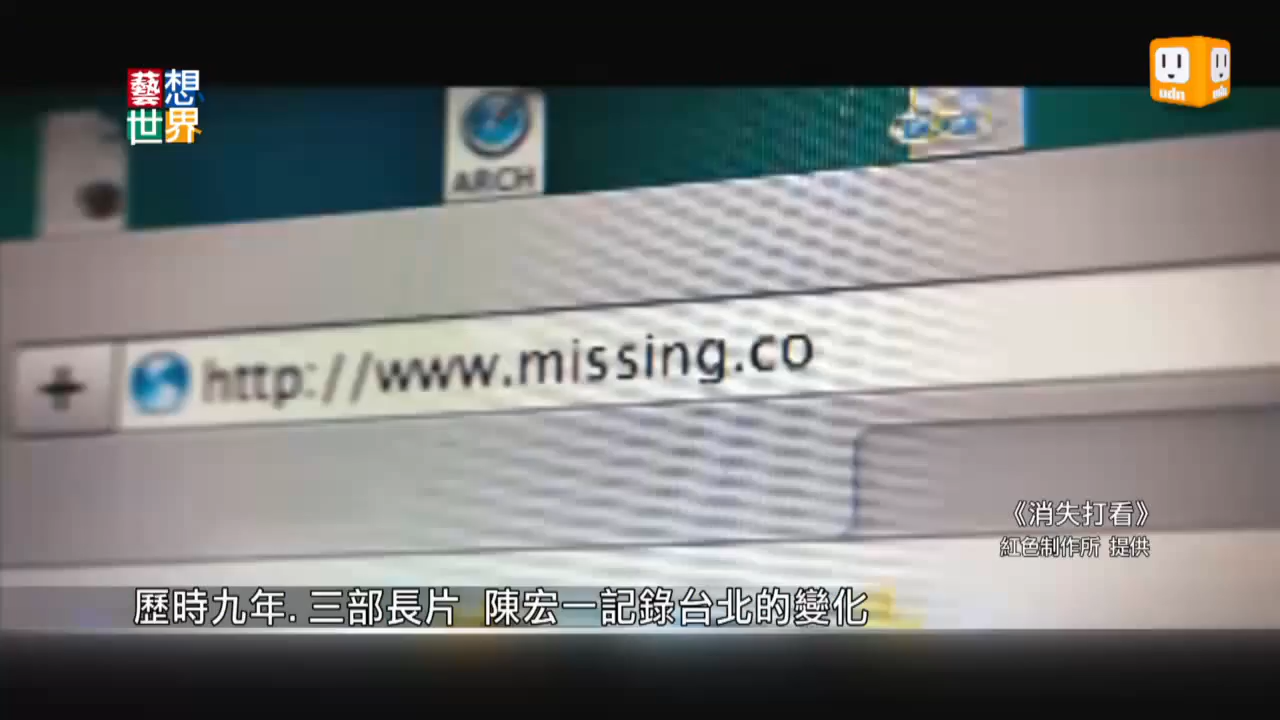 藝想
世界
udn
udn
ARCH
http://www.missing.co
《消失打看》
紅色制作所 提供
歷時九年.三部長片 陳宏一記錄台北的變化